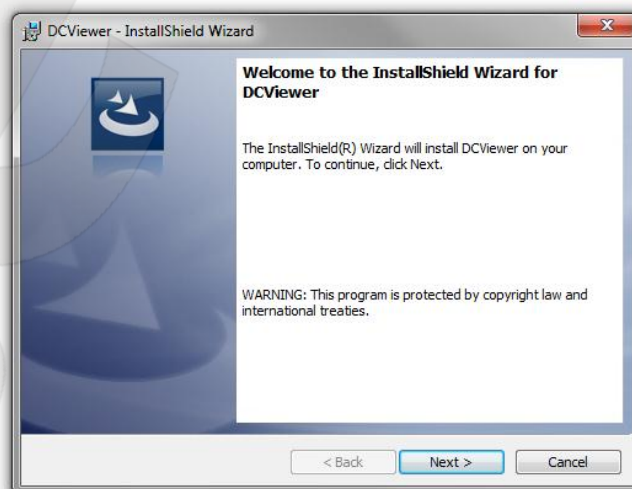 DCViewer - InstallShield Wizard
Welcome to the InstallShield Wizard for
DCViewer
The InstallShield(R) Wizard will install DCViewer on your
computer. To continue, click Next.
WARNING: This program is protected by copyright law and
international treaties.
< Back
Next >
Cancel